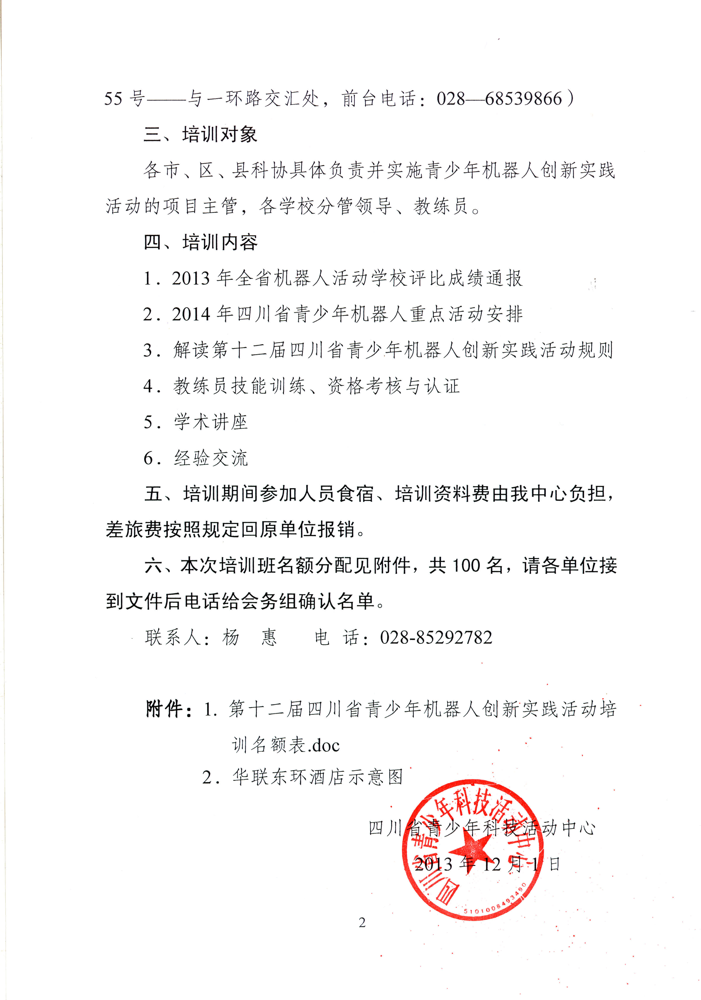 55 号——与一环路交汇处，前台电话：028—68539866）
三、培训对象
各市、区、县科协具体负责并实施青少年机器人创新实践
活动的项目主管，各学校分管领导、教练员。
四、培训内容
1．2013 年全省机器人活动学校评比成绩通报
2．2014 年四川省青少年机器人重点活动安排
3．解读第十二届四川省青少年机器人创新实践活动规则
4．教练员技能训练、资格考核与认证
5．学术讲座
6．经验交流
五、培训期间参加人员食宿、培训资料费由我中心负担，
差旅费按照规定回原单位报销。
六、本次培训班名额分配见附件，共 100 名，请各单位接
到文件后电话给会务组确认名单。
联系人：杨 惠 电 话：028-85292782
附件：1. 第十二届四川省青少年机器人创新实践活动培
训名额表.doc
2．华联东环酒店示意图
四川省青少年科技活动中心
2013 年 12 月 1 日
四川省青少年科技活动中心
5101008493490
2